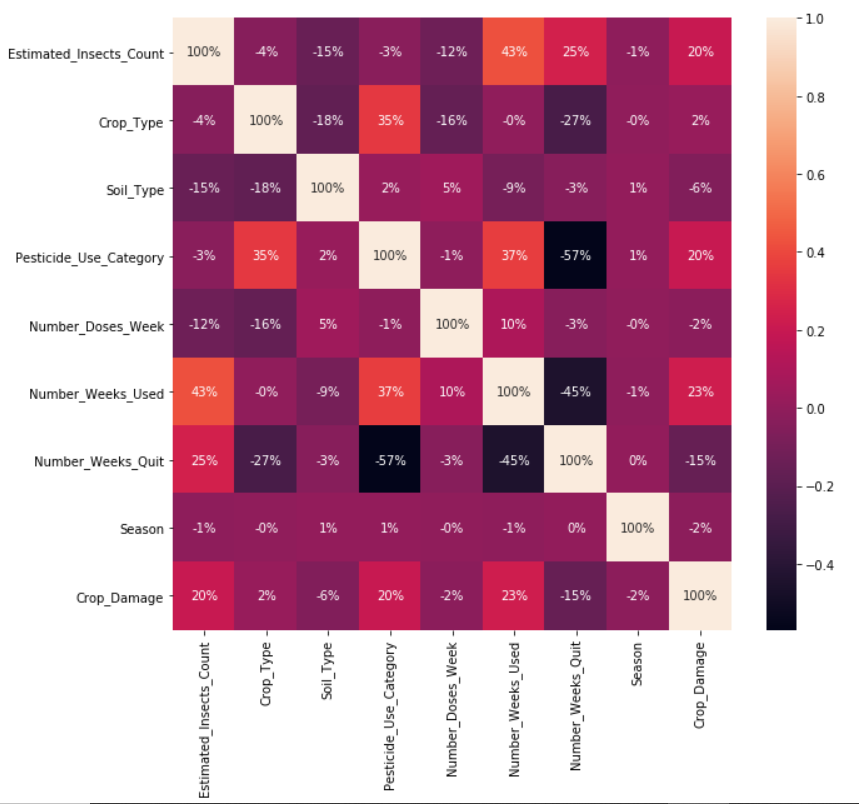 Estimated_Insects_Count 100% -4% -15% -3% -12% 43% 25% -1% 20%
Crop_Type -4% 100% -18% 35% -16% -0% -27% -0% 2%
Soil_Type -15% -18% 100% 2% 5% -9% -3% 1% -6%
Pesticide_Use_Category -3% 35% 2% 100% -1% 37% -57% 1% 20%
Number_Doses_Week -12% -16% 5% -1% 100% 10% -3% -0% -2%
Number_Weeks_Used 43% -0% -9% 37% 10% 100% -45% -1% 23%
Number_Weeks_Quit 25% -27% -3% -57% -3% -45% 100% 0% -15%
Season -1% -0% 1% 1% -0% -1% 0% 100% -2%
Crop_Damage 20% 2% -6% 20% -2% 23% -15% -2% 100%
Estimated_Insects_Count
Crop_Type
Soil_Type
Pesticide_Use_Category
Number_Doses_Week
Number_Weeks_Used
Number_Weeks_Quit
Season
Crop_Damage
1.0
0.8
0.6
0.4
0.2
0.0
−0.2
−0.4